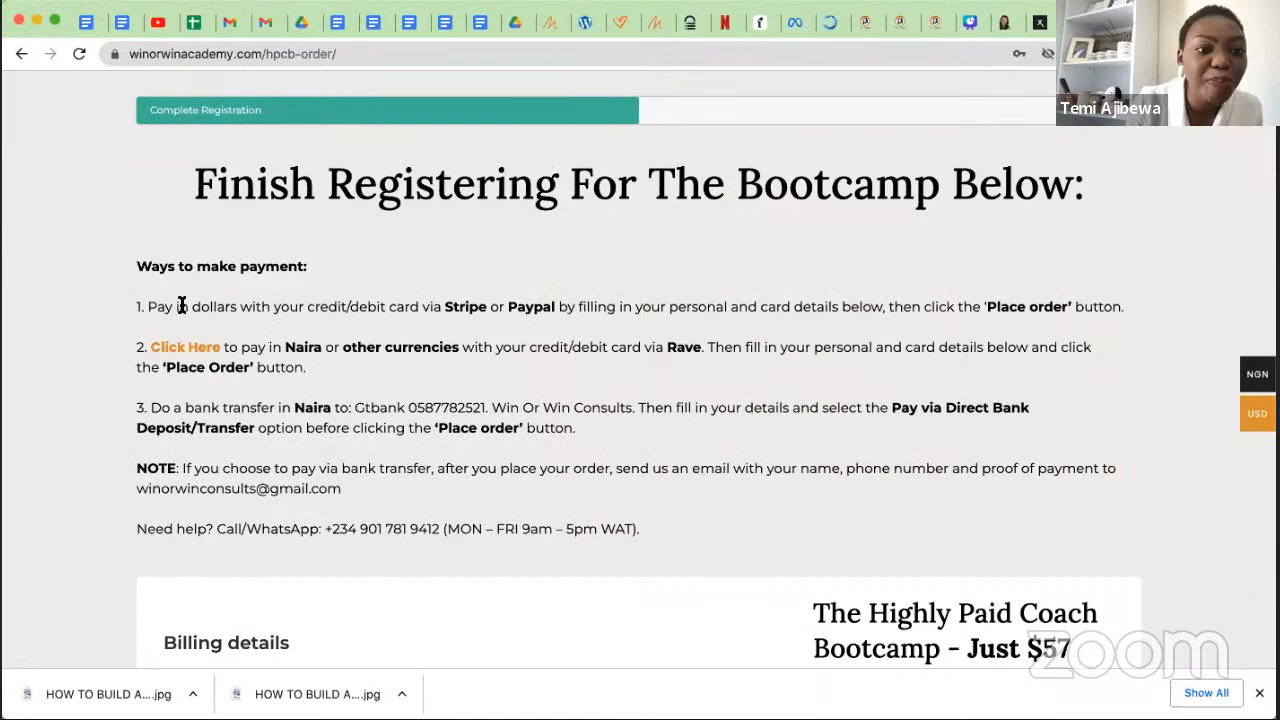 winorwinacademy.com/hpcb-order/
Temi Ajibewa
Complete Registration
Finish Registering For The Bootcamp Below:
Ways to make payment:
1. Pay in dollars with your credit/debit card via Stripe or Paypal by filling in your personal and card details below, then click the ‘Place order’ button.
2. Click Here to pay in Naira or other currencies with your credit/debit card via Rave. Then fill in your personal and card details below and click
the ‘Place Order’ button.
NGN
3. Do a bank transfer in Naira to: Gtbank 0587782521. Win Or Win Consults. Then fill in your details and select the Pay via Direct Bank
USD
Deposit/Transfer option before clicking the ‘Place order’ button.
NOTE: If you choose to pay via bank transfer, after you place your order, send us an email with your name, phone number and proof of payment to
winorwinconsults@gmail.com
Need help? Call/WhatsApp: +234 901 781 9412 (MON – FRI 9am – 5pm WAT).
Billing details
The Highly Paid Coach
Bootcamp - Just $57
zoom
HOW TO BUILD A....jpg
HOW TO BUILD A....jpg
Show All